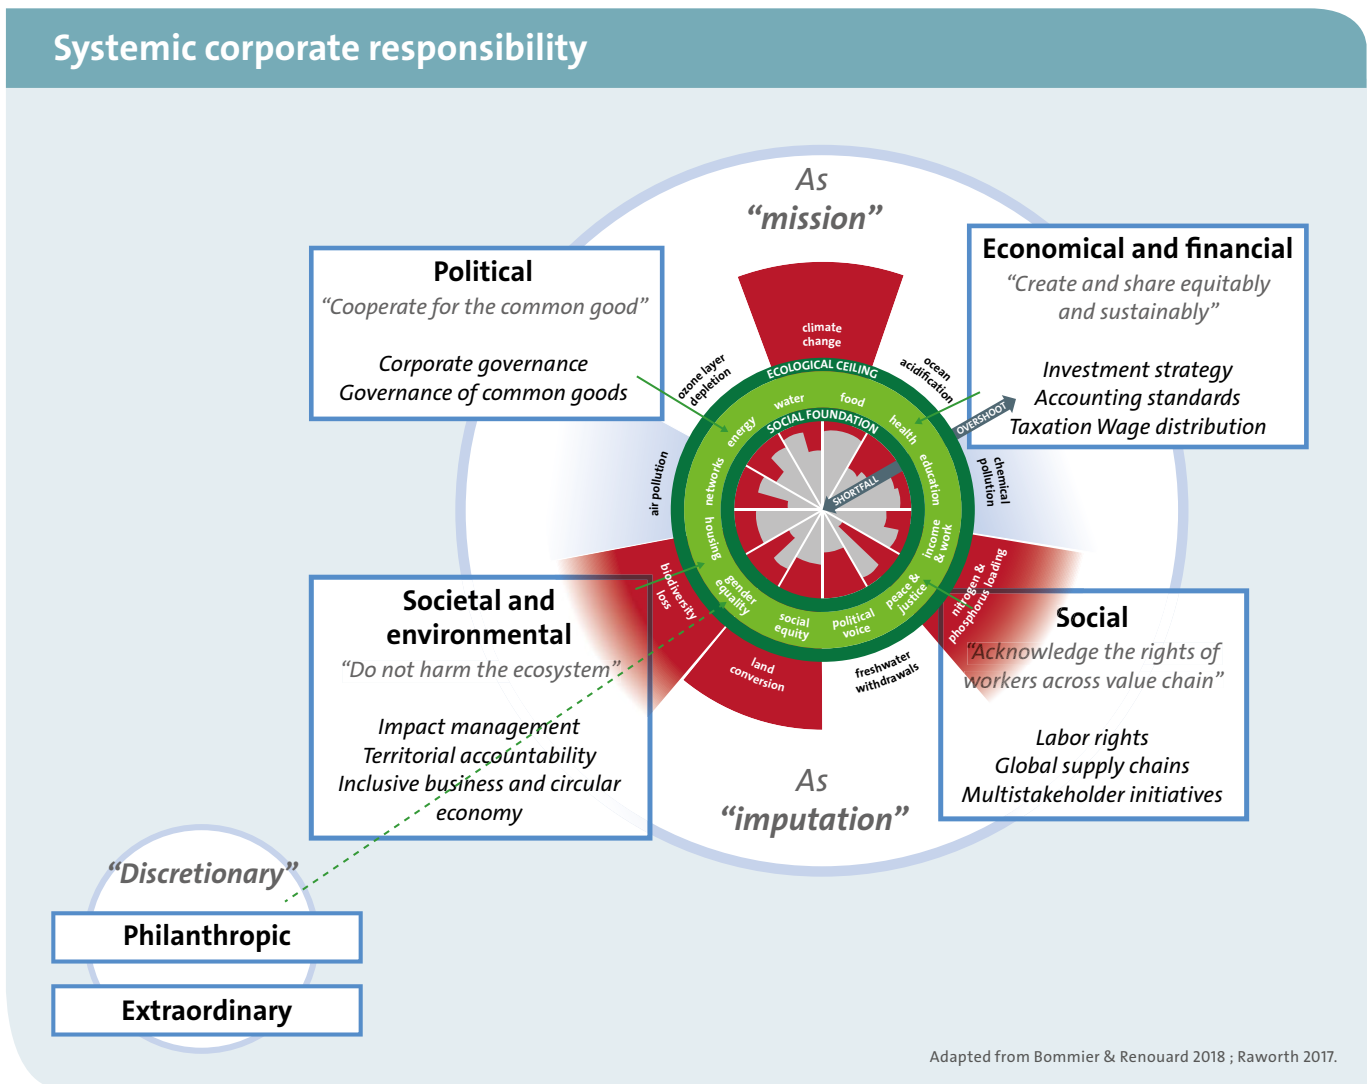 Systemic corporate responsibility
As
“mission”
Political
“Cooperate for the common good”
Corporate governance
Governance of common goods
Economical and financial
“Create and share equitably
and sustainably”
Investment strategy
Accounting standards
Taxation Wage distribution
climate
change
ozone layer
depletion
ocean
acidification
ECOLOGICAL CEILING
OVERSHOOT
water
food
energy
health
SOCIAL FOUNDATION
networks
education
SHORTFALL
air pollution
chemical
pollution
housing
income
& work
gender
equality
peace &
justice
social
equity
political
voice
biodiversity
loss
nitrogen &
phosphorus loading
land
conversion
freshwater
withdrawals
Societal and
environmental
“Do not harm the ecosystem”
Impact management
Territorial accountability
Inclusive business and circular
economy
Social
“Acknowledge the rights of
workers across value chain”
Labor rights
Global supply chains
Multistakeholder initiatives
As
“imputation”
“Discretionary”
Philanthropic
Extraordinary
Adapted from Bommier & Renouard 2018 ; Raworth 2017.